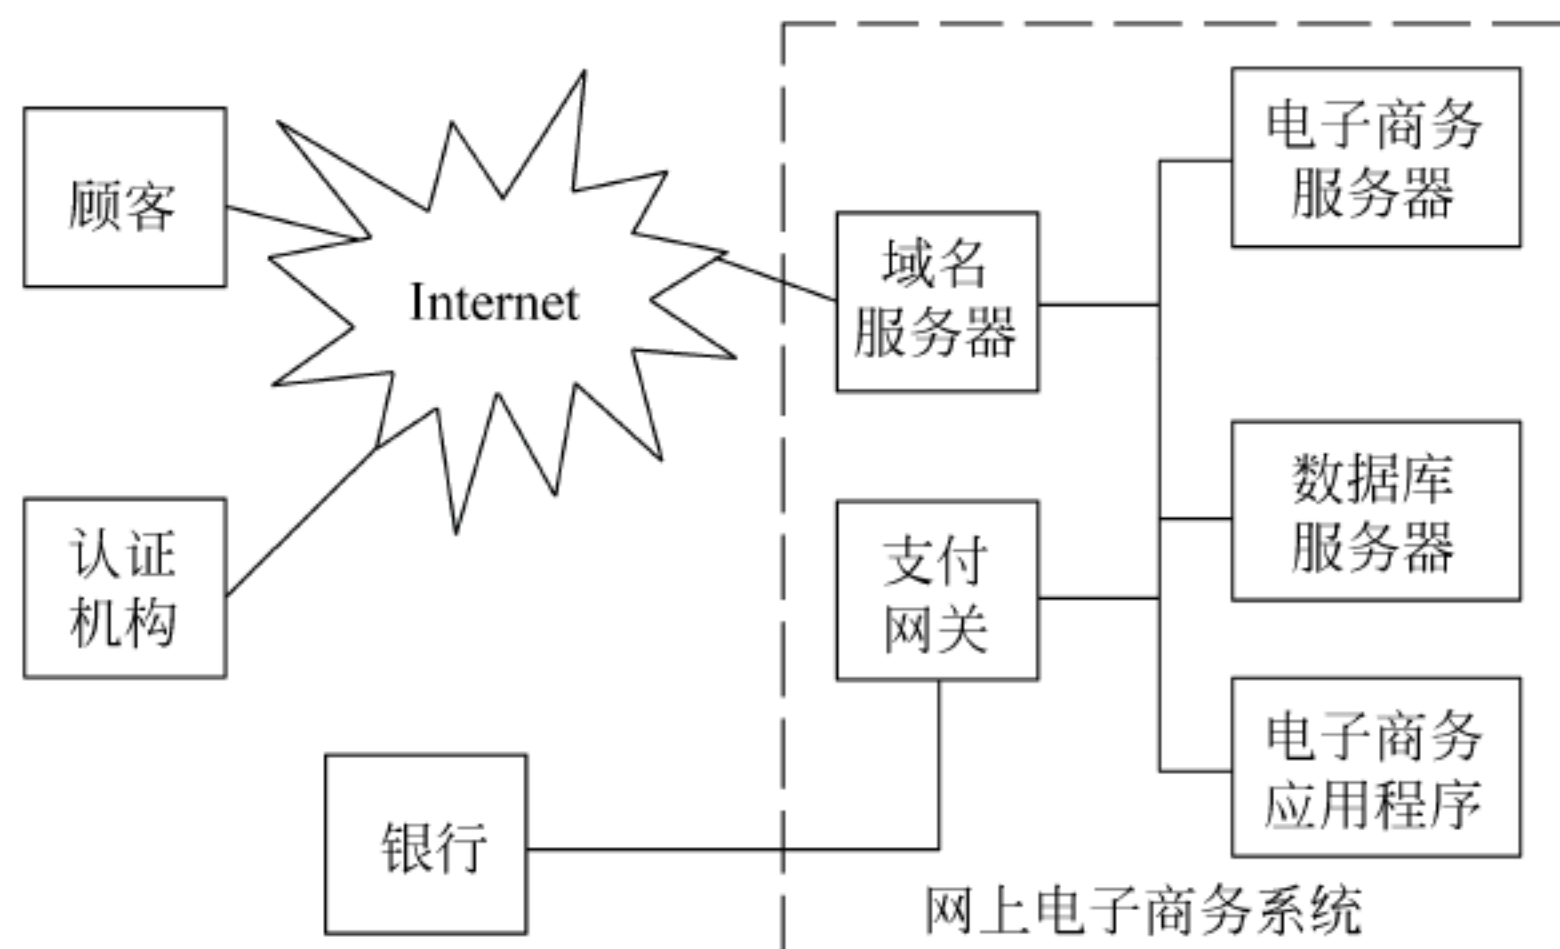 顾客
Internet
域名
服务器
电子商务
服务器
认证
机构
支付
网关
数据库
服务器
电子商务
应用程序
银行
网上电子商务系统